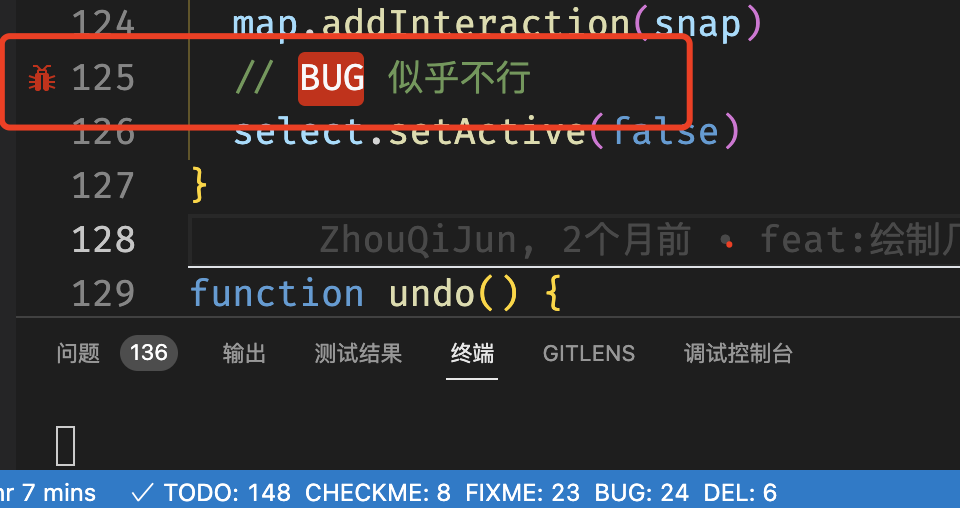 124 map.addInteraction(snap)
125 // BUG 似乎不行
126 select.setActive(false)
127 }
128 ZhouQiJun, 2个月前 • feat:绘制
129 function undo() {
问题 136 输出 测试结果 终端 GITLENS 调试控制台
hr 7 mins ✓ TODO: 148 CHECKME: 8 FIXME: 23 BUG: 24 DEL: 6